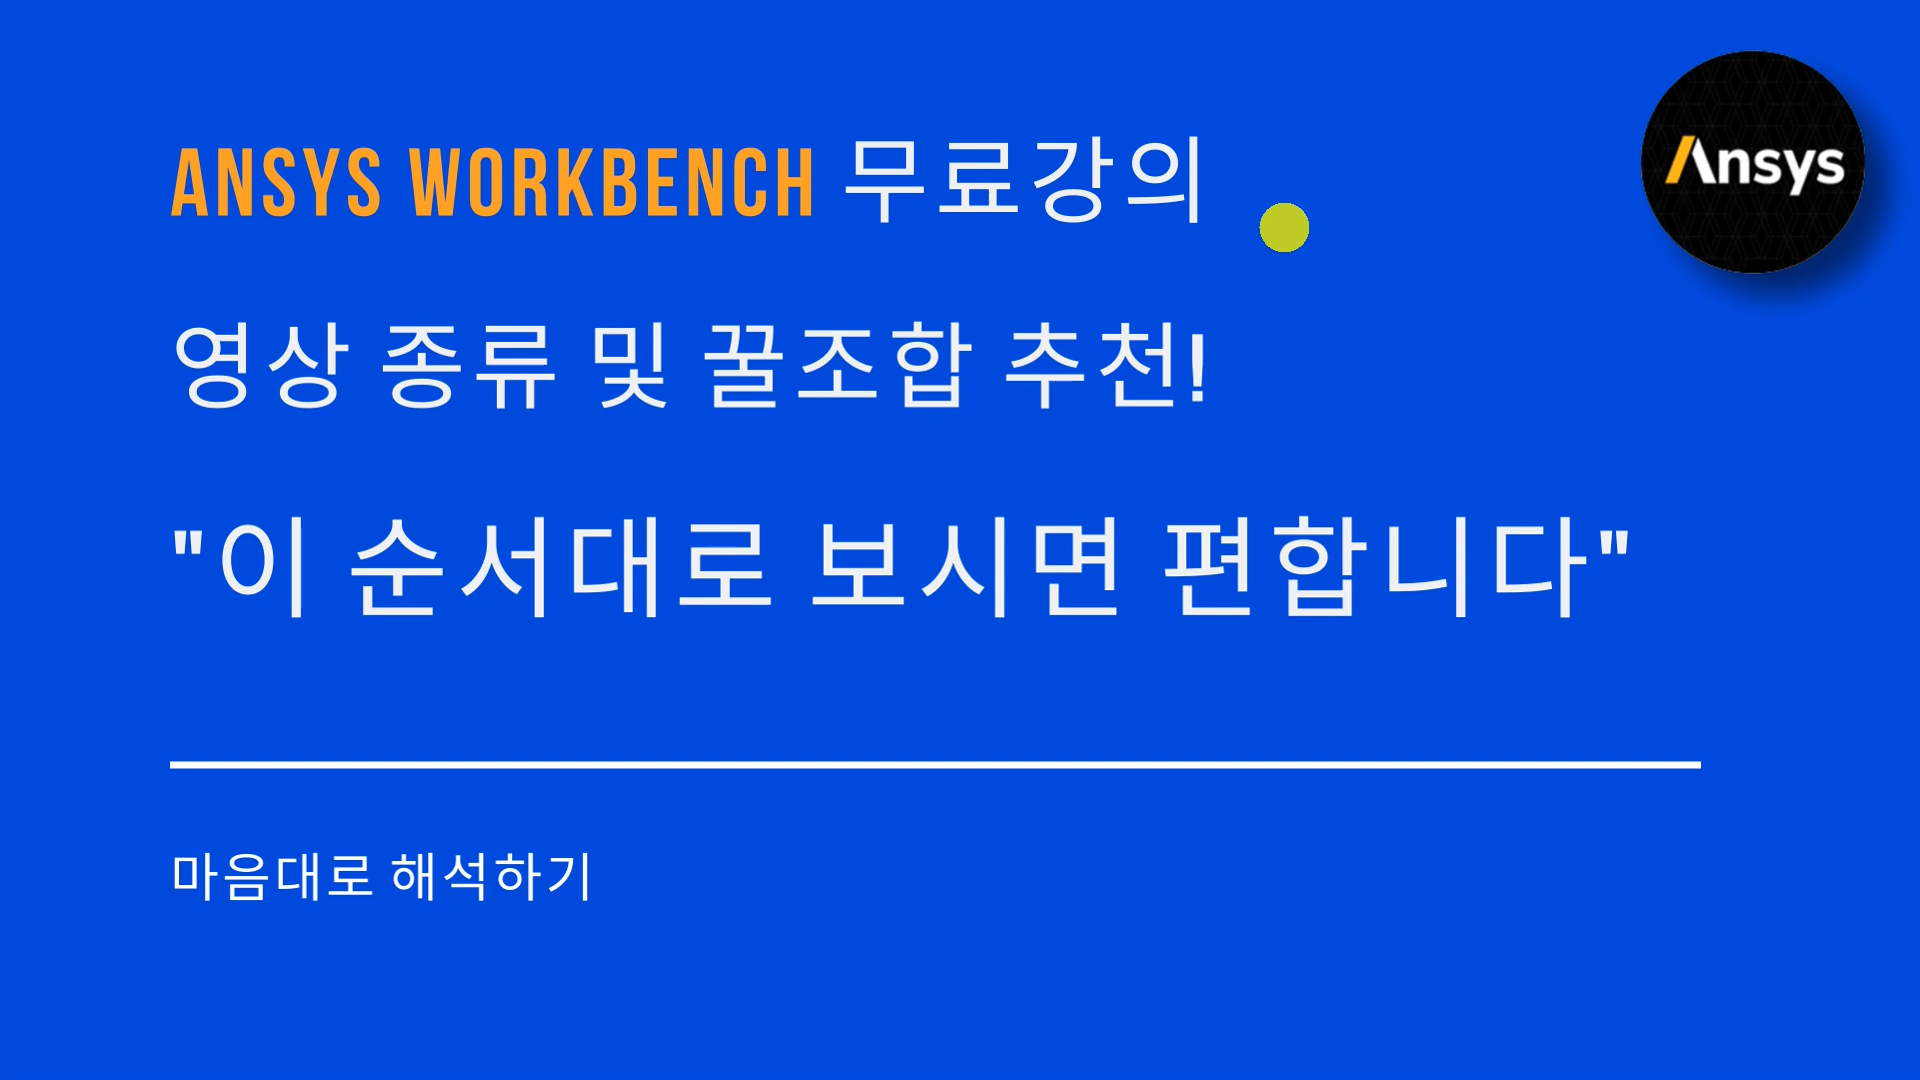 ANSYS WORKBENCH 무료강의
Ansys
영상 종류 및 꿀조합 추천!
"이 순서대로 보시면 편합니다"
마음대로 해석하기